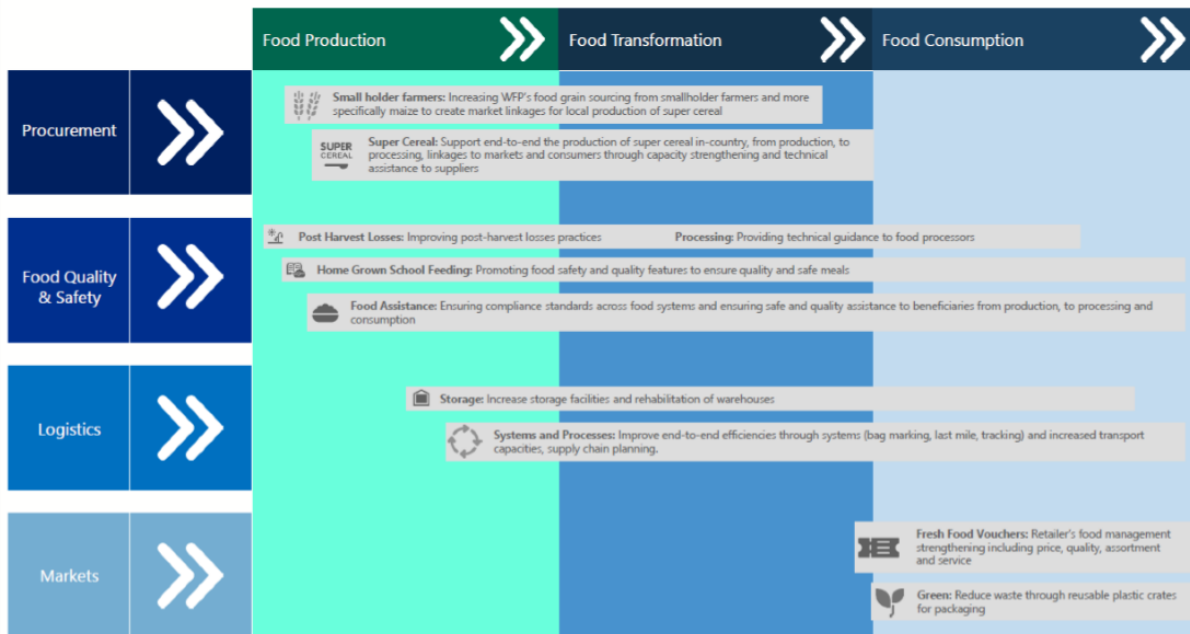 Food Production
Food Transformation
Food Consumption
Procurement
Small holder farmers: Increasing WFP's food grain sourcing from smallholder farmers and more
specifically maize to create market linkages for local production of super cereal
SUPER
CEREAL
Super Cereal: Support end-to-end the production of super cereal in-country, from production, to
processing, linkages to markets and consumers through capacity strengthening and technical
assistance to suppliers
Food Quality
& Safety
Post Harvest Losses: Improving post-harvest losses practices
Processing: Providing technical guidance to food processors
Home Grown School Feeding: Promoting food safety and quality features to ensure quality and safe meals
Food Assistance: Ensuring compliance standards across food systems and ensuring safe and quality assistance to beneficiaries from production, to processing and
consumption
Logistics
Storage: Increase storage facilities and rehabilitation of warehouses
Systems and Processes: Improve end-to-end efficiencies through systems (bag marking, last mile, tracking) and increased transport
capacities, supply chain planning.
Markets
Fresh Food Vouchers: Retailer's food management
strengthening including price, quality, assortment
and service
Green: Reduce waste through reusable plastic crates
for packaging